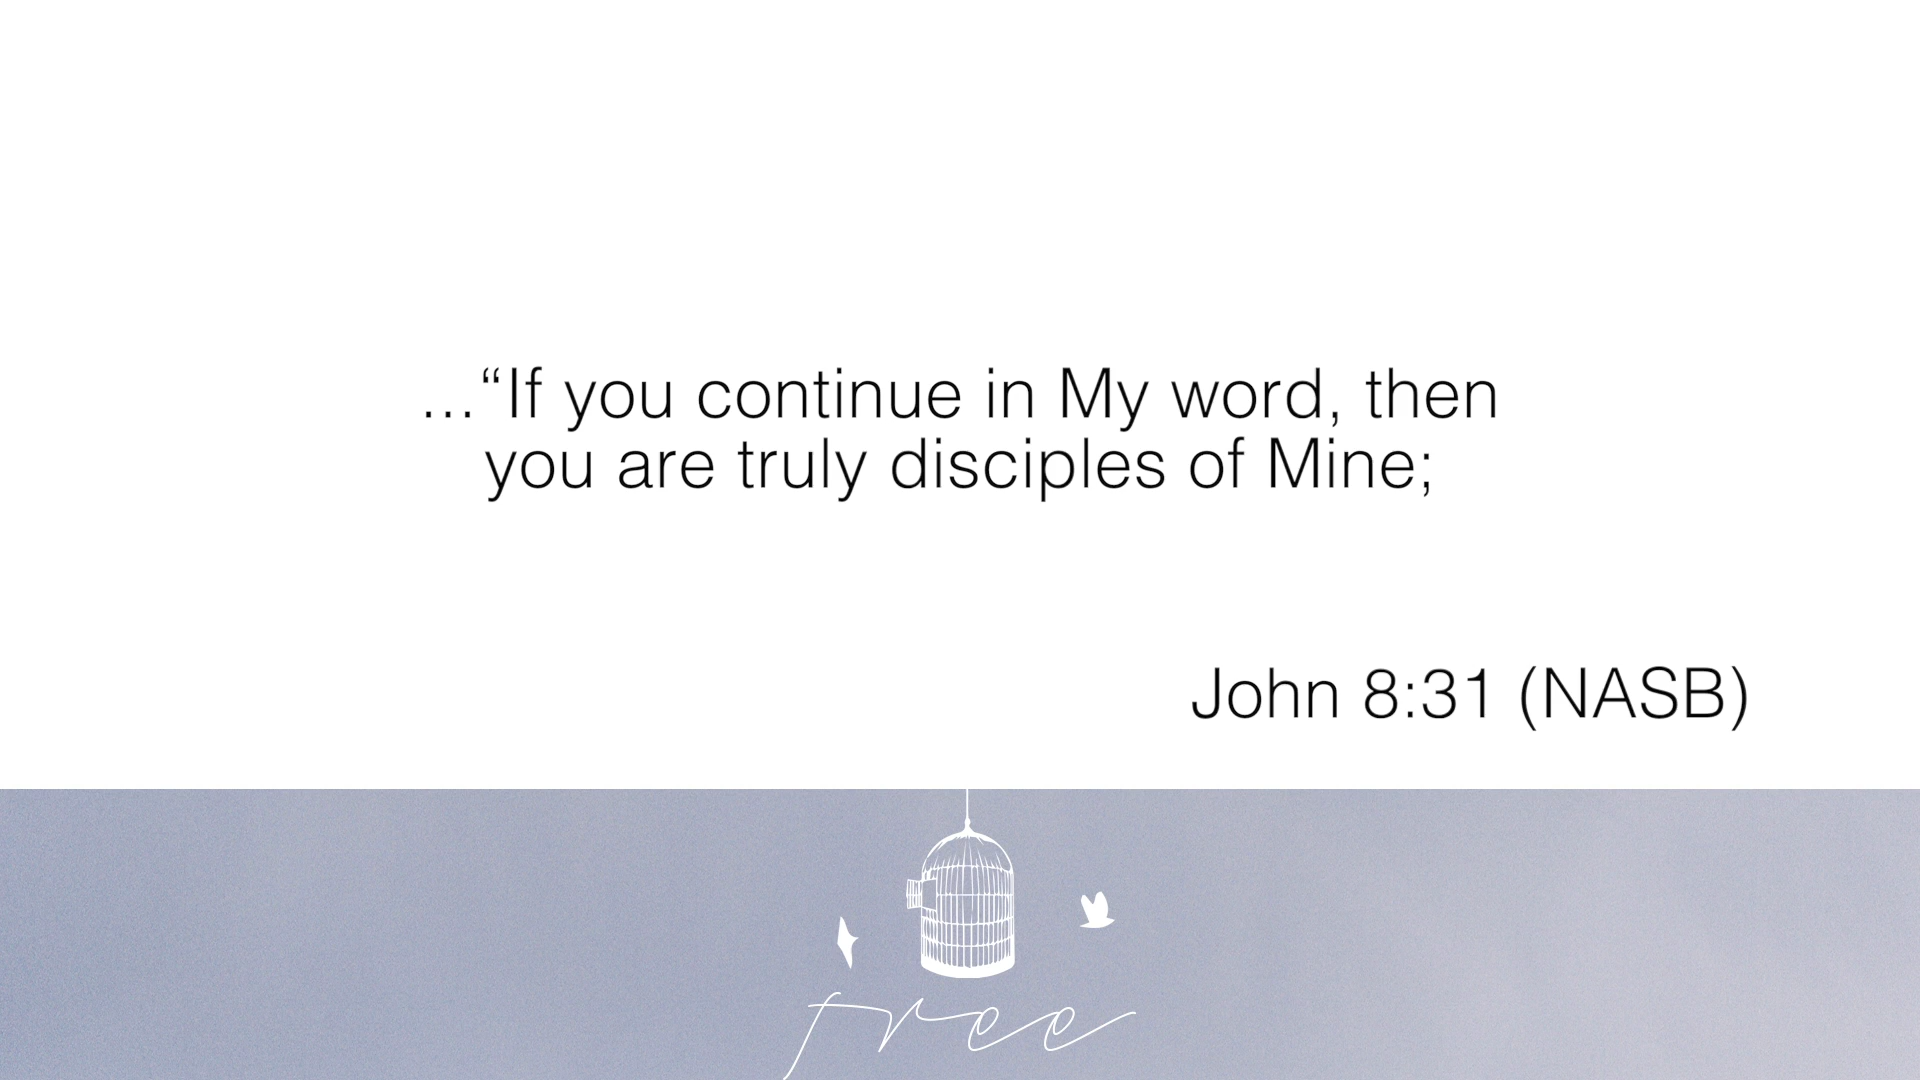 …“If you continue in My word, then
you are truly disciples of Mine;
John 8:31 (NASB)
free